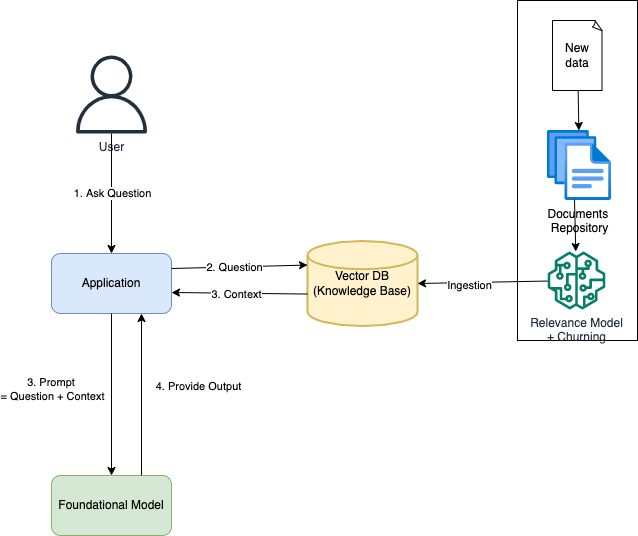 New
data
User
1. Ask Question
Documents
Repository
Application
2. Question
3. Context
Vector DB
(Knowledge Base)
Ingestion
Relevance Model
+ Churning
3. Prompt
= Question + Context
4. Provide Output
Foundational Model